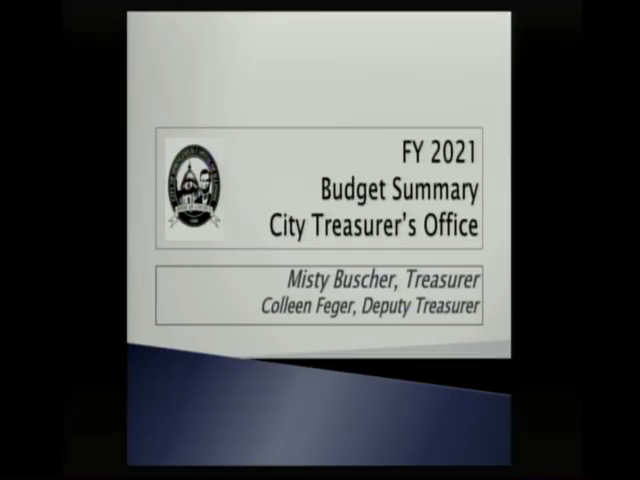 FY 2021
Budget Summary
City Treasurer's Office
Misty Buscher, Treasurer
Colleen Feger, Deputy Treasurer